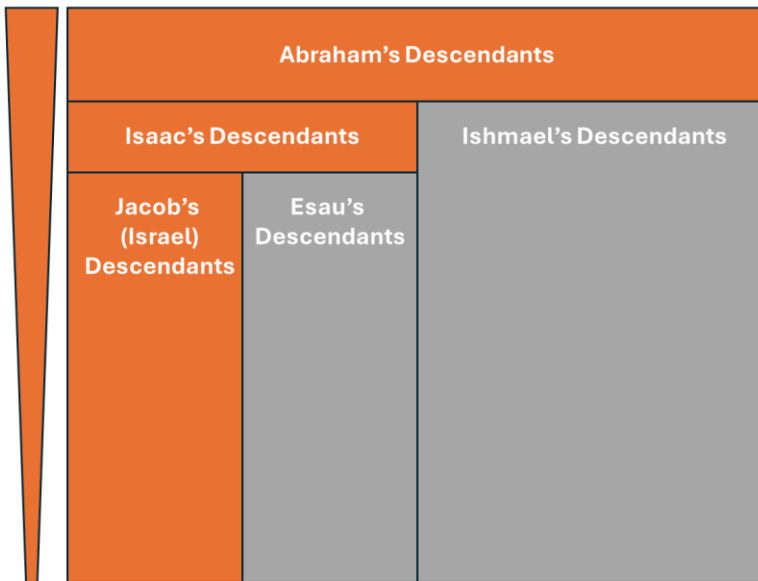 Abraham’s Descendants
Isaac’s Descendants
Ishmael’s Descendants
Jacob’s
(Israel)
Descendants
Esau’s
Descendants